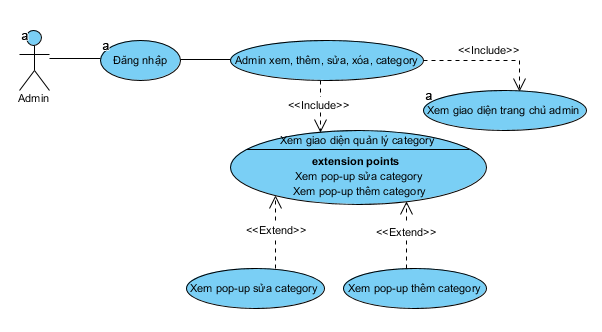 a
Admin
a
Đăng nhập
Admin xem, thêm, sửa, xóa, category
<<Include>>
a
Xem giao diện trang chủ admin
<<Include>>
Xem giao diện quản lý category
extension points
Xem pop-up sửa category
Xem pop-up thêm category
<<Extend>>
<<Extend>>
Xem pop-up sửa category
Xem pop-up thêm category